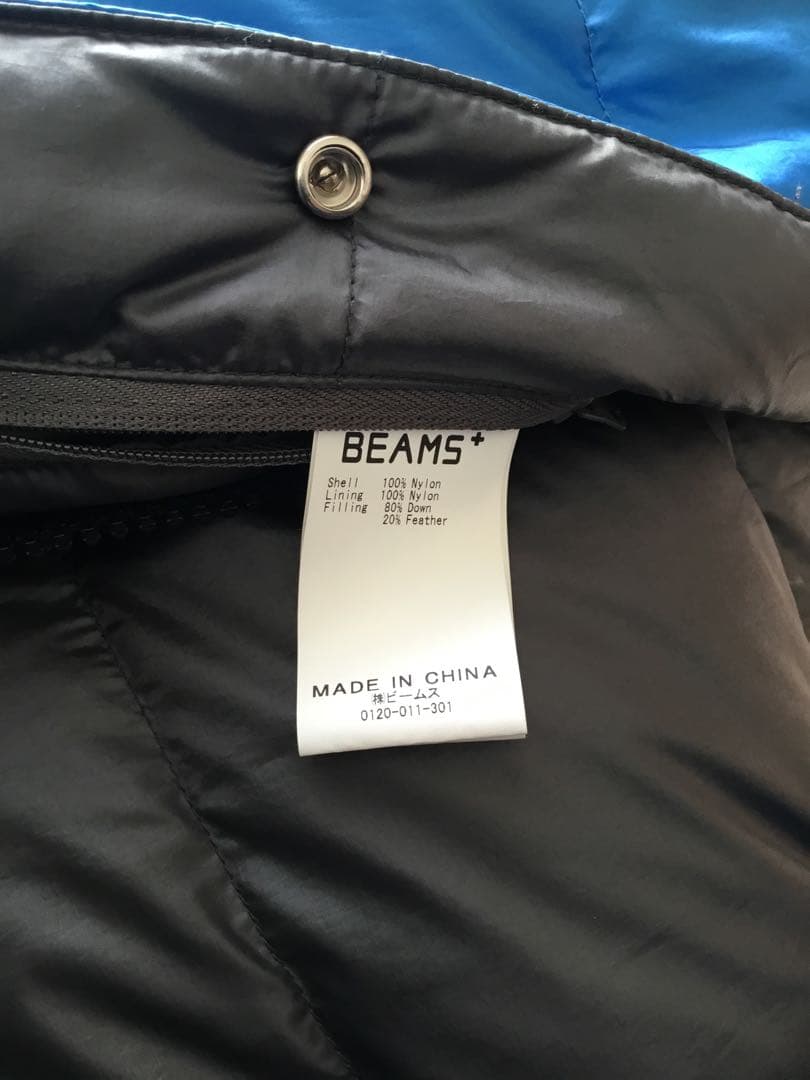 BEAMS+
Shell 100% Nylon
Lining 100% Nylon
Filling 80% Down
20% Feather
MADE IN CHINA
㈱ビームス
0120-011-301